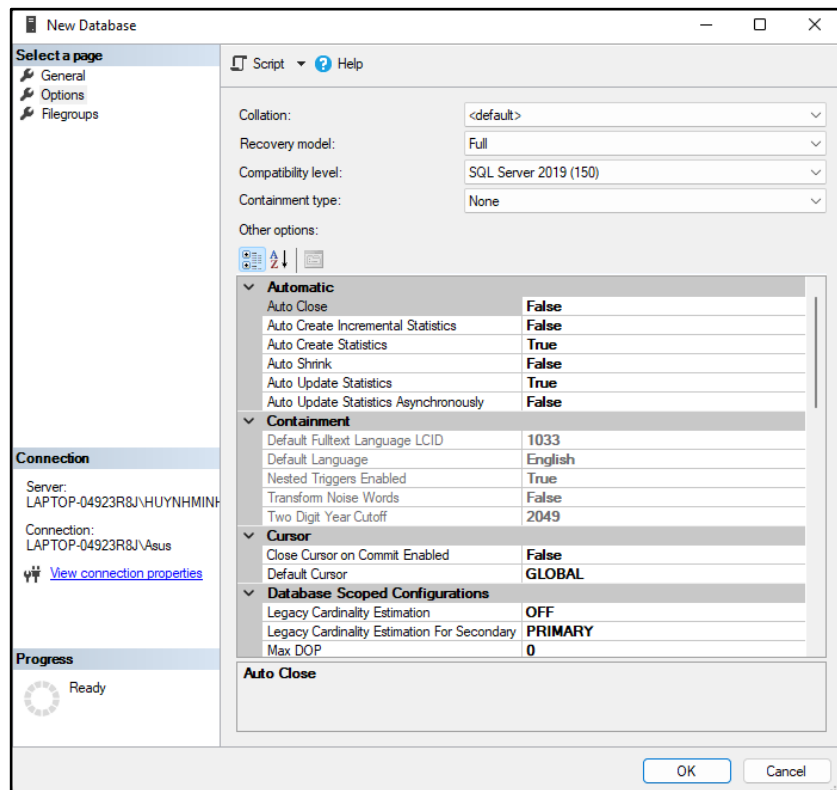 New Database
Select a page
General
Options
Filegroups
Script
Help
Collation: <default>
Recovery model: Full
Compatibility level: SQL Server 2019 (150)
Containment type: None
Other options:
Automatic
Auto Close False
Auto Create Incremental Statistics False
Auto Create Statistics True
Auto Shrink False
Auto Update Statistics True
Auto Update Statistics Asynchronously False
Containment
Default Fulltext Language LCID 1033
Default Language English
Nested Triggers Enabled True
Transform Noise Words False
Two Digit Year Cutoff 2049
Cursor
Close Cursor on Commit Enabled False
Default Cursor GLOBAL
Database Scoped Configurations
Legacy Cardinality Estimation OFF
Legacy Cardinality Estimation For Secondary PRIMARY
Max DOP 0
Auto Close
Connection
Server:
LAPTOP-04923R8J\HUYNHMINH
Connection:
LAPTOP-04923R8J\Asus
View connection properties
Progress
Ready
OK
Cancel